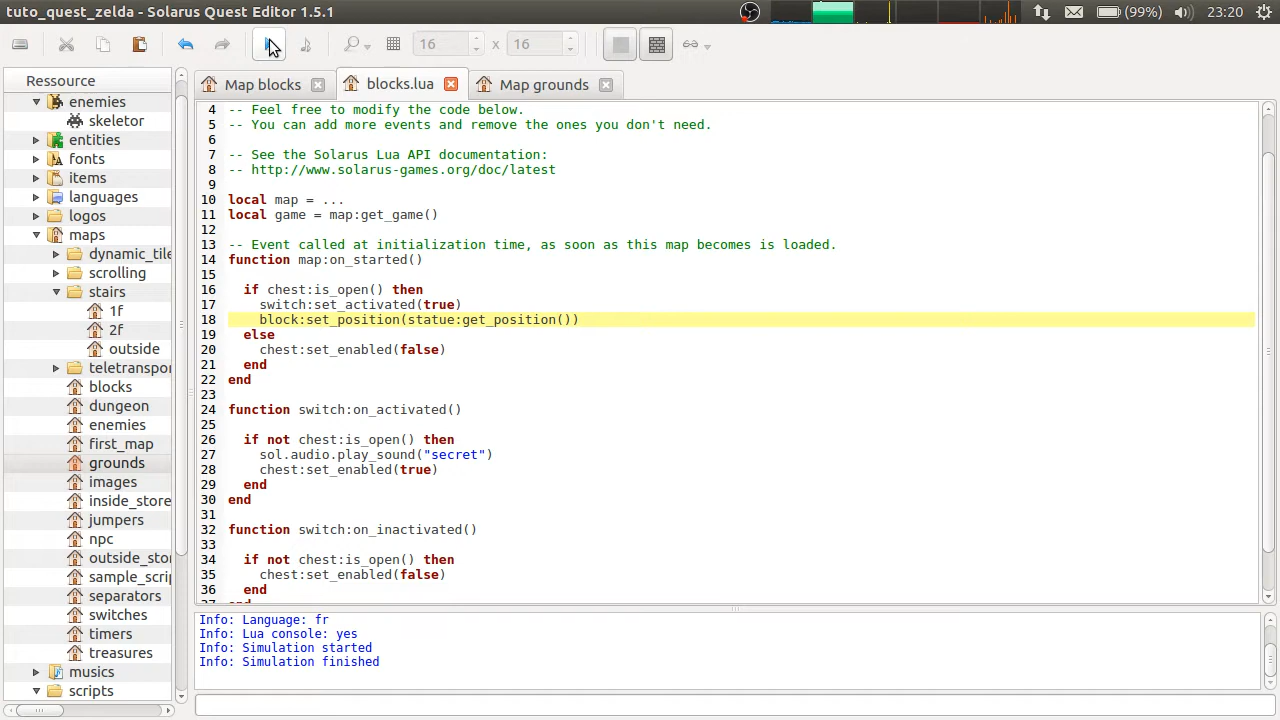 tuto_quest_zelda - Solarus Quest Editor 1.5.1
(99%)
23:20
16 x 16
Ressource
enemies
skeletor
entities
fonts
items
languages
logos
maps
dynamic_tile
scrolling
stairs
1f
2f
outside
teletranspor
blocks
dungeon
enemies
first_map
grounds
images
inside_store
jumpers
npc
outside_sto
sample_scrip
separators
switches
timers
treasures
musics
scripts
Map blocks
blocks.lua
Map grounds
4 -- Feel free to modify the code below.
5 -- You can add more events and remove the ones you don't need.
6
7 -- See the Solarus Lua API documentation:
8 -- http://www.solarus-games.org/doc/latest
9
10 local map = ...
11 local game = map:get_game()
12
13 -- Event called at initialization time, as soon as this map becomes is loaded.
14 function map:on_started()
15
16 if chest:is_open() then
17 switch:set_activated(true)
18 block:set_position(statue:get_position())
19 else
20 chest:set_enabled(false)
21 end
22 end
23
24 function switch:on_activated()
25
26 if not chest:is_open() then
27 sol.audio.play_sound("secret")
28 chest:set_enabled(true)
29 end
30 end
31
32 function switch:on_inactivated()
33
34 if not chest:is_open() then
35 chest:set_enabled(false)
36 end
37 end
Info: Language: fr
Info: Lua console: yes
Info: Simulation started
Info: Simulation finished